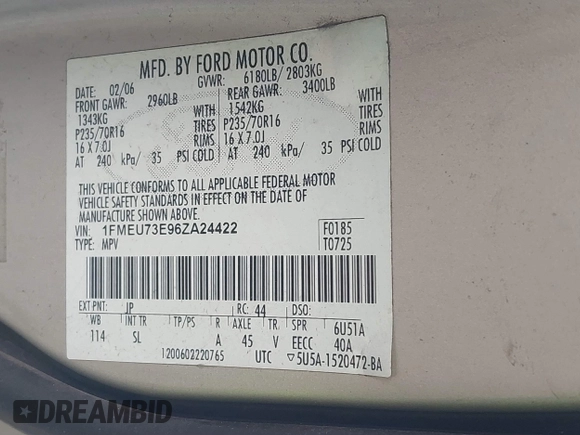 MFD. BY FORD MOTOR CO.
DATE: 02/06 GVWR: 6180LB/ 2803KG
FRONT GAWR: 2960LB REAR GAWR: 3400LB
1343KG 1542KG
P235/70R16 TIRES P235/70R16 TIRES
16 X 7.0J RIMS 16 X 7.0J RIMS
AT 240 kPa/ 35 PSI COLD AT 240 kPa/ 35 PSI COLD
THIS VEHICLE CONFORMS TO ALL APPLICABLE FEDERAL MOTOR
VEHICLE SAFETY STANDARDS IN EFFECT ON THE DATE OF
MANUFACTURE SHOWN ABOVE.
VIN: 1FMEU73E96ZA24422 F0185
TYPE: MPV T0725
EXT PNT: JP RC: 44 DSO:
WB INT TR TP/PS R AXLE TR SPR 6U51A
114 SL A 45 V EECC 40A
12006022220765 UTC ▽5U5A-1520472-BA
DREAMBID